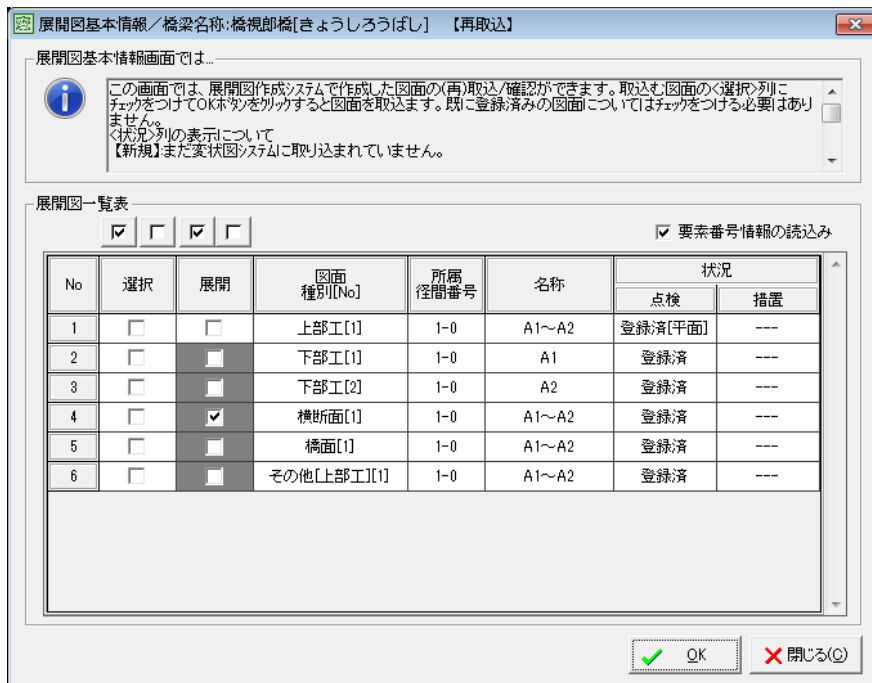 展開図基本情報／橋梁名称:橋視郎橋[きょうしろうばし] 【再取込】
展開図基本情報画面では...
この画面では、展開図作成システムで作成した図面の(再)取込/確認ができます。取込む図面の<選択>列に
チェックをつけてOKボタンをクリックすると図面を取込ます。既に登録済みの図面についてはチェックをつける必要はあり
ません。
<状況>列の表示について
【新規】:まだ変状図システムに取り込まれていません。
展開図一覧表
要素番号情報の読込み
No 選択 展開 図面種別[No] 所属径間番号 名称 状況
点検 措置
1 上部工[1] 1-0 A1～A2 登録済[平面] ---
2 下部工[1] 1-0 A1 登録済 ---
3 下部工[2] 1-0 A2 登録済 ---
4 横断面[1] 1-0 A1～A2 登録済 ---
5 橋面[1] 1-0 A1～A2 登録済 ---
6 その他[上部工][1] 1-0 A1～A2 登録済 ---
OK 閉じる(C)